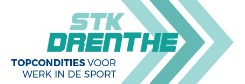 STK
DRENTHE
TOPCONDITIES VOOR
WERK IN DE SPORT